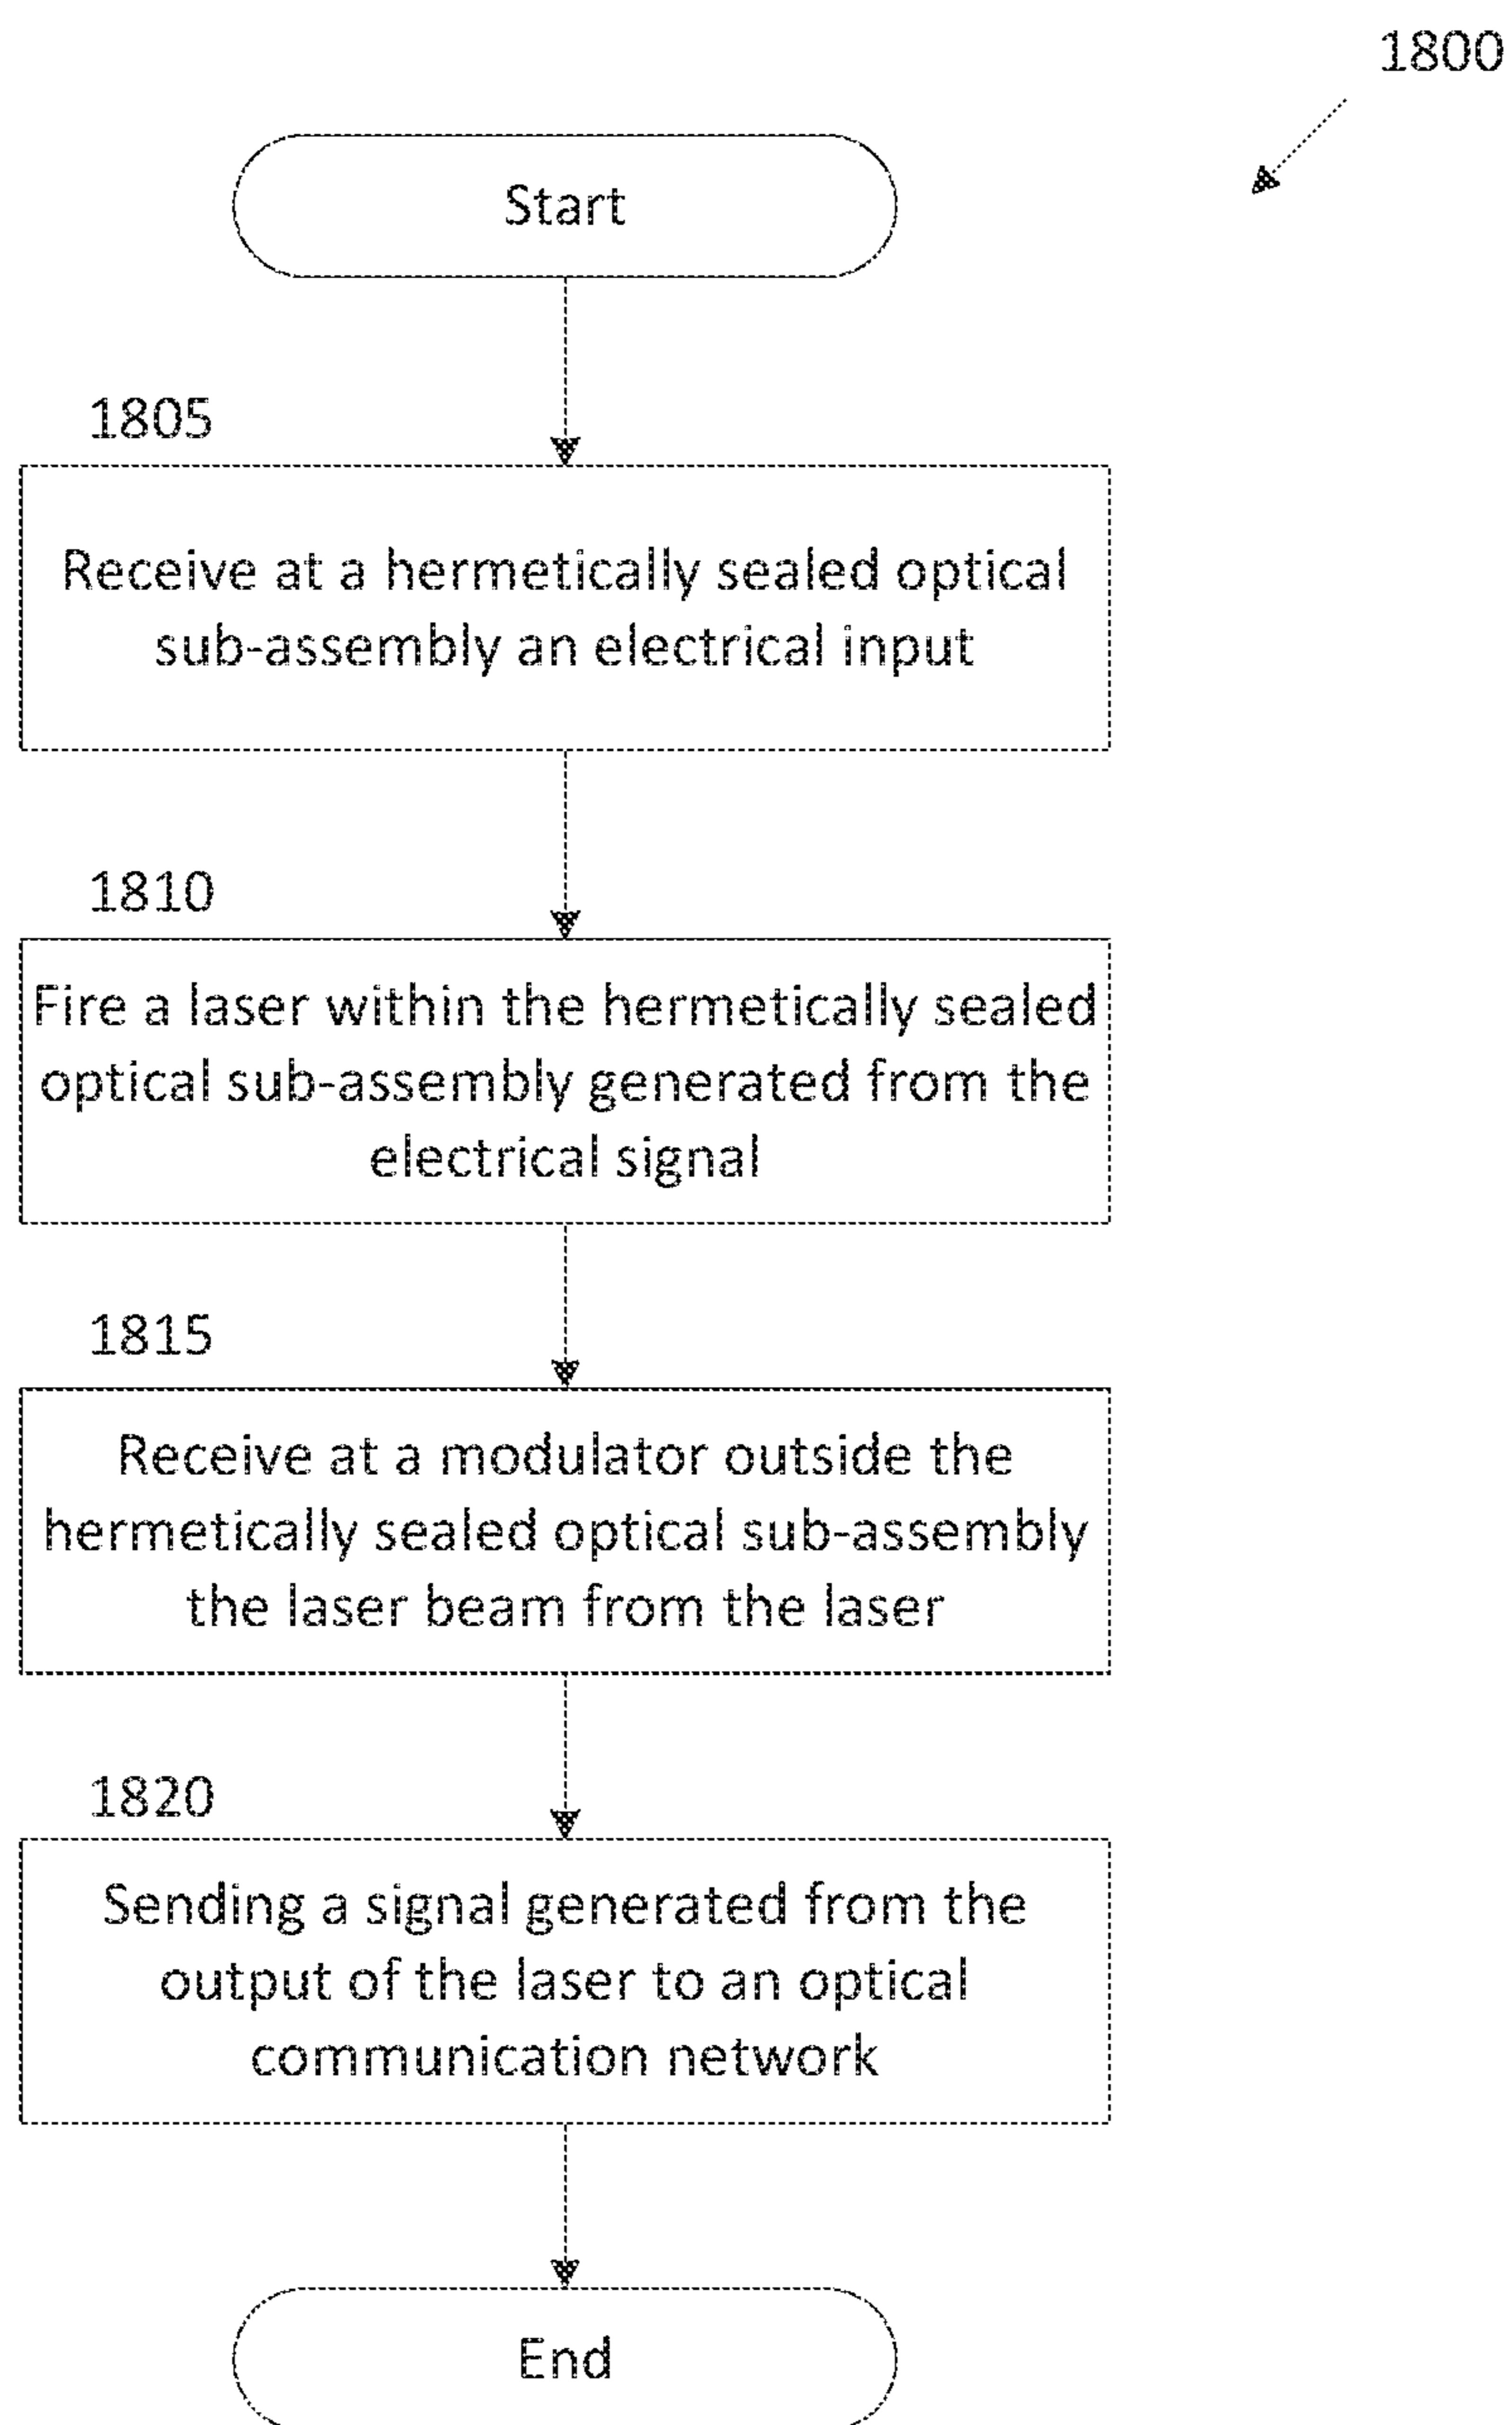 1800
Start
1805
Receive at a hermetically sealed optical
sub-assembly an electrical input
1810
Fire a laser within the hermetically sealed
optical sub-assembly generated from the
electrical signal
1815
Receive at a modulator outside the
hermetically sealed optical sub-assembly
the laser beam from the laser
1820
Sending a signal generated from the
output of the laser to an optical
communication network
End